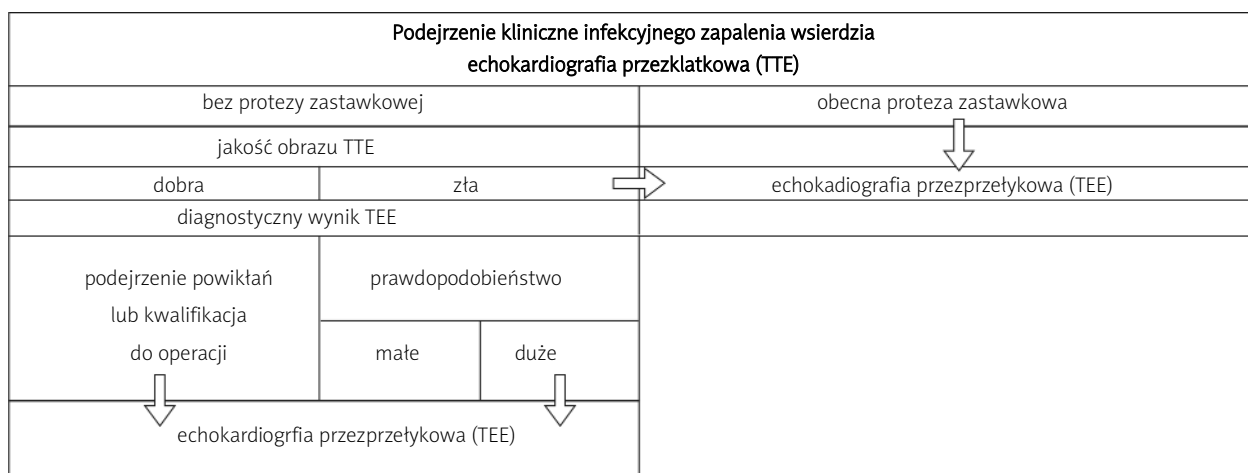 Podejrzenie kliniczne infekcyjnego zapalenia wsierdzia
echokardiografia przezklatkowa (TTE)
bez protezy zastawkowej
obecna proteza zastawkowa
jakość obrazu TTE
dobra
zła
echokadiografia przezprzełykowa (TEE)
diagnostyczny wynik TEE
podejrzenie powikłań
lub kwalifikacja
do operacji
prawdopodobieństwo
małe
duże
echokardiogrfia przezprzełykowa (TEE)